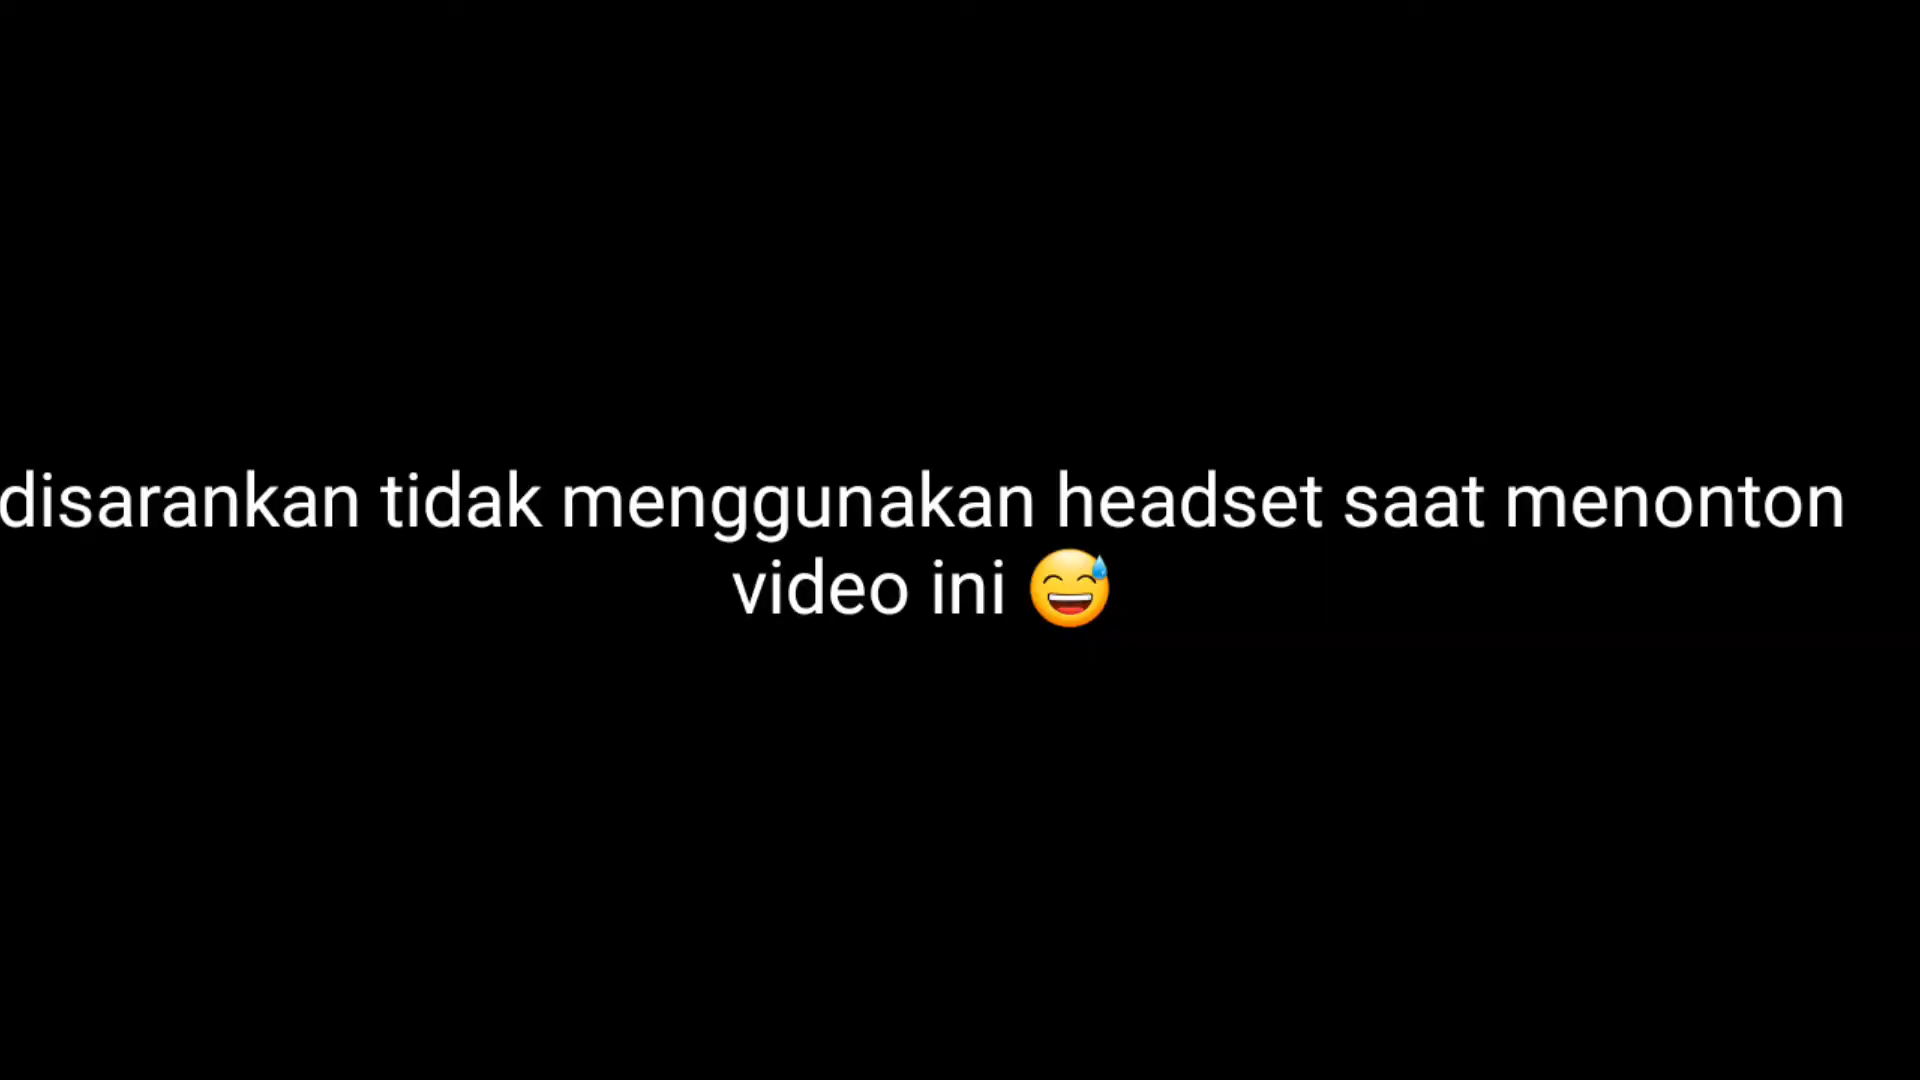 disarankan tidak menggunakan headset saat menonton
video ini 😅